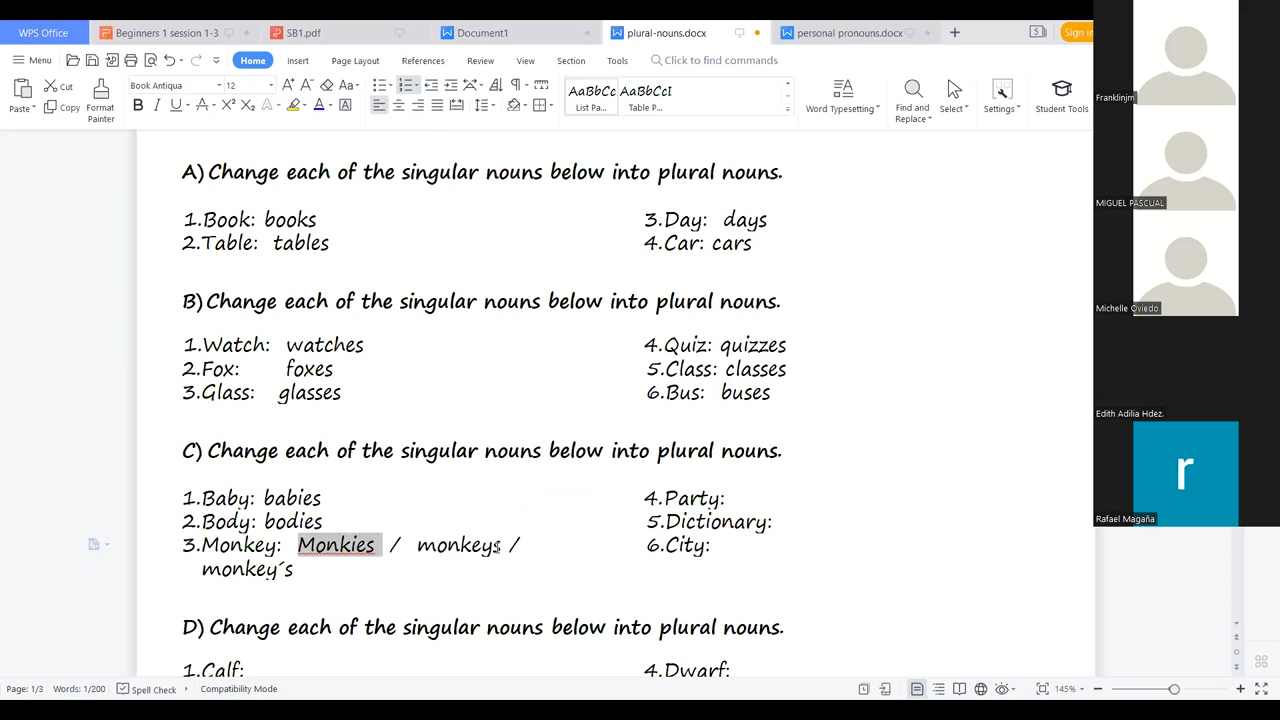 WPS Office
Beginners 1 session 1-3
SB1.pdf
Document1
plural-nouns.docx
personal pronouns.docx
Sign in
Menu
Home
Insert
Page Layout
References
Review
View
Section
Tools
Click to find commands
Paste
Cut
Copy
Format Painter
Book Antiqua
12
AaBbCc
AaBbCcI
List Pa...
Table P...
Word Typesetting
Find and Replace
Select
Settings
Student Tools
A) Change each of the singular nouns below into plural nouns.
1.Book: books
3.Day: days
2.Table: tables
4.Car: cars
B) Change each of the singular nouns below into plural nouns.
1.Watch: watches
4.Quiz: quizzes
2.Fox: foxes
5.Class: classes
3.Glass: glasses
6.Bus: buses
C) Change each of the singular nouns below into plural nouns.
1.Baby: babies
4.Party:
2.Body: bodies
5.Dictionary:
3.Monkey: Monkies / monkeys /
6.City:
monkey´s
D) Change each of the singular nouns below into plural nouns.
1.Calf:
4.Dwarf:
Page: 1/3
Words: 1/200
Spell Check
Compatibility Mode
145%
Franklinjm
MIGUEL PASCUAL
Michelle Oviedo
Edith Adilia Hdez.
r
Rafael Magaña